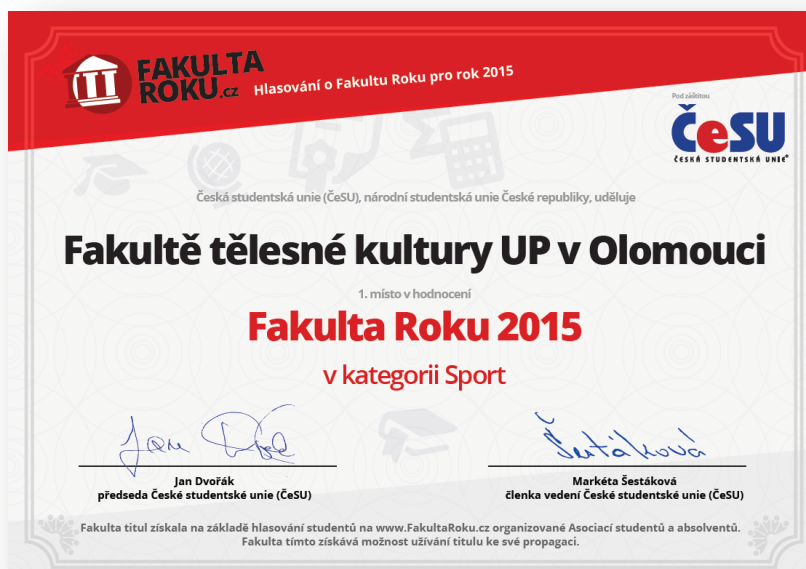 FAKULTA
ROKU.cz
Hlasování o Fakultu Roku pro rok 2015
Pod záštitou
ČeSU
ČESKÁ STUDENTSKÁ UNIE
Česká studentská unie (ČeSU), národní studentská unie České republiky, uděluje
Fakultě tělesné kultury UP v Olomouci
1. místo v hodnocení
Fakulta Roku 2015
v kategorii Sport
Jan Dvořák
předseda České studentské unie (ČeSU)
Šestáková
Markéta Šestáková
členka vedení České studentské unie (ČeSU)
Fakulta titul získala na základě hlasování studentů na www.FakultaRoku.cz organizované Asociací studentů a absolventů.
Fakulta tímto získává možnost užívání titulu ke své propagaci.